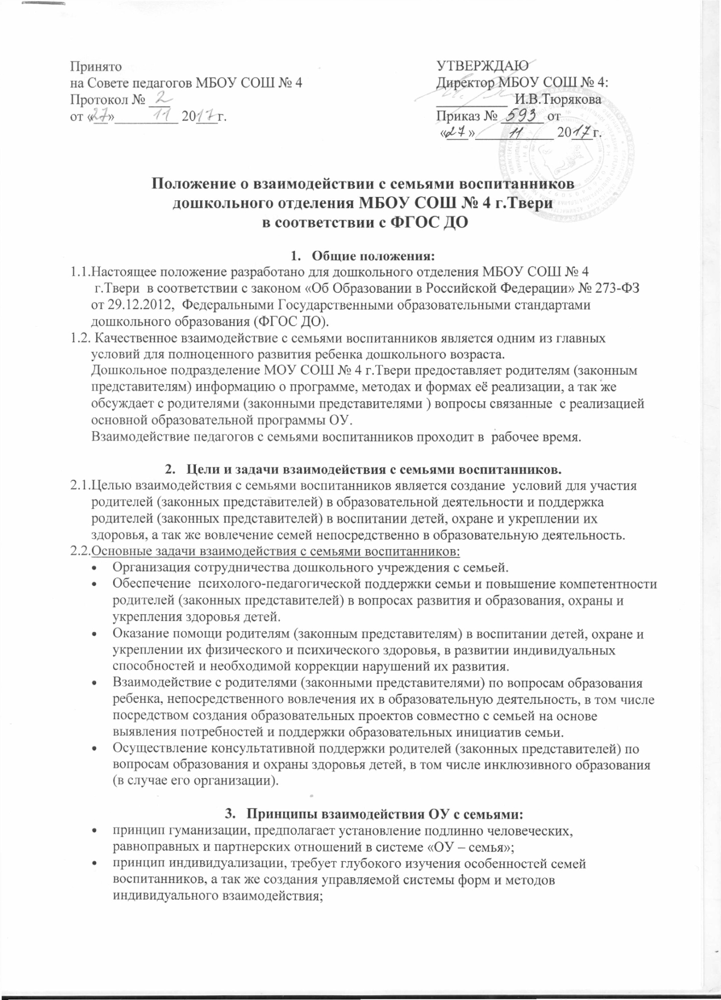 Принято
на Совете педагогов МБОУ СОШ № 4
Протокол № 2
от «27» 11 2017г.
УТВЕРЖДАЮ
Директор МБОУ СОШ № 4:
И.В.Тюрякова
Приказ № 593 от
«27» 11 2017г.
Положение о взаимодействии с семьями воспитанников
дошкольного отделения МБОУ СОШ № 4 г.Твери
в соответствии с ФГОС ДО
1. Общие положения:
1.1.Настоящее положение разработано для дошкольного отделения МБОУ СОШ № 4
г.Твери в соответствии с законом «Об Образовании в Российской Федерации» № 273-ФЗ
от 29.12.2012, Федеральными Государственными образовательными стандартами
дошкольного образования (ФГОС ДО).
1.2. Качественное взаимодействие с семьями воспитанников является одним из главных
условий для полноценного развития ребенка дошкольного возраста.
Дошкольное подразделение МОУ СОШ № 4 г.Твери предоставляет родителям (законным
представителям) информацию о программе, методах и формах её реализации, а так же
обсуждает с родителями (законными представителями ) вопросы связанные с реализацией
основной образовательной программы ОУ.
Взаимодействие педагогов с семьями воспитанников проходит в рабочее время.
2. Цели и задачи взаимодействия с семьями воспитанников.
2.1.Целью взаимодействия с семьями воспитанников является создание условий для участия
родителей (законных представителей) в образовательной деятельности и поддержка
родителей (законных представителей) в воспитании детей, охране и укреплении их
здоровья, а так же вовлечение семей непосредственно в образовательную деятельность.
2.2.Основные задачи взаимодействия с семьями воспитанников:
• Организация сотрудничества дошкольного учреждения с семьей.
• Обеспечение психолого-педагогической поддержки семьи и повышение компетентности
родителей (законных представителей) в вопросах развития и образования, охраны и
укрепления здоровья детей.
• Оказание помощи родителям (законным представителям) в воспитании детей, охране и
укреплении их физического и психического здоровья, в развитии индивидуальных
способностей и необходимой коррекции нарушений их развития.
• Взаимодействие с родителями (законными представителями) по вопросам образования
ребенка, непосредственного вовлечения их в образовательную деятельность, в том числе
посредством создания образовательных проектов совместно с семьей на основе
выявления потребностей и поддержки образовательных инициатив семьи.
• Осуществление консультативной поддержки родителей (законных представителей) по
вопросам образования и охраны здоровья детей, в том числе инклюзивного образования
(в случае его организации).
3. Принципы взаимодействия ОУ с семьями:
• принцип гуманизации, предполагает установление подлинно человеческих,
равноправных и партнерских отношений в системе «ОУ – семья»;
• принцип индивидуализации, требует глубокого изучения особенностей семей
воспитанников, а так же создания управляемой системы форм и методов
индивидуального взаимодействия;